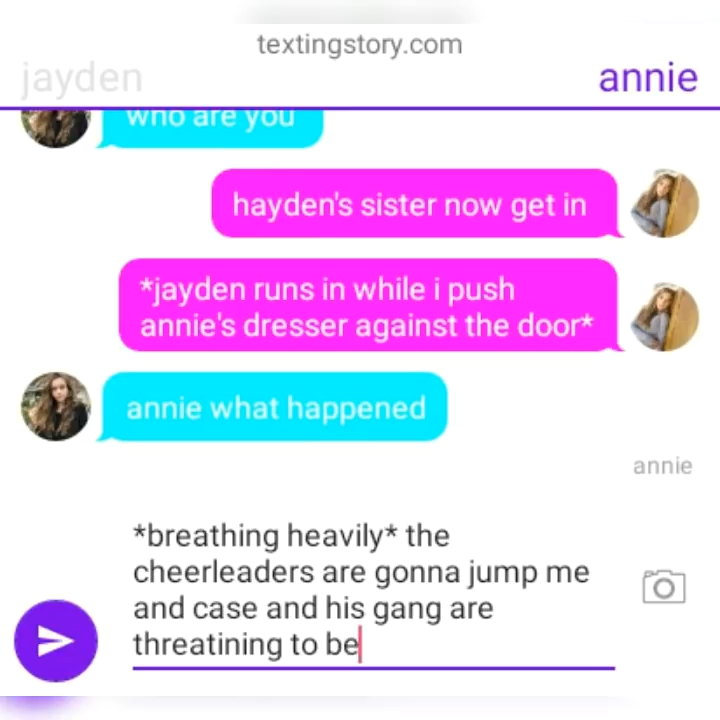 textingstory.com
jayden
annie
who are you
hayden's sister now get in
*jayden runs in while i push
annie's dresser against the door*
annie what happened
annie
*breathing heavily* the
cheerleaders are gonna jump me
and case and his gang are
threatining to be